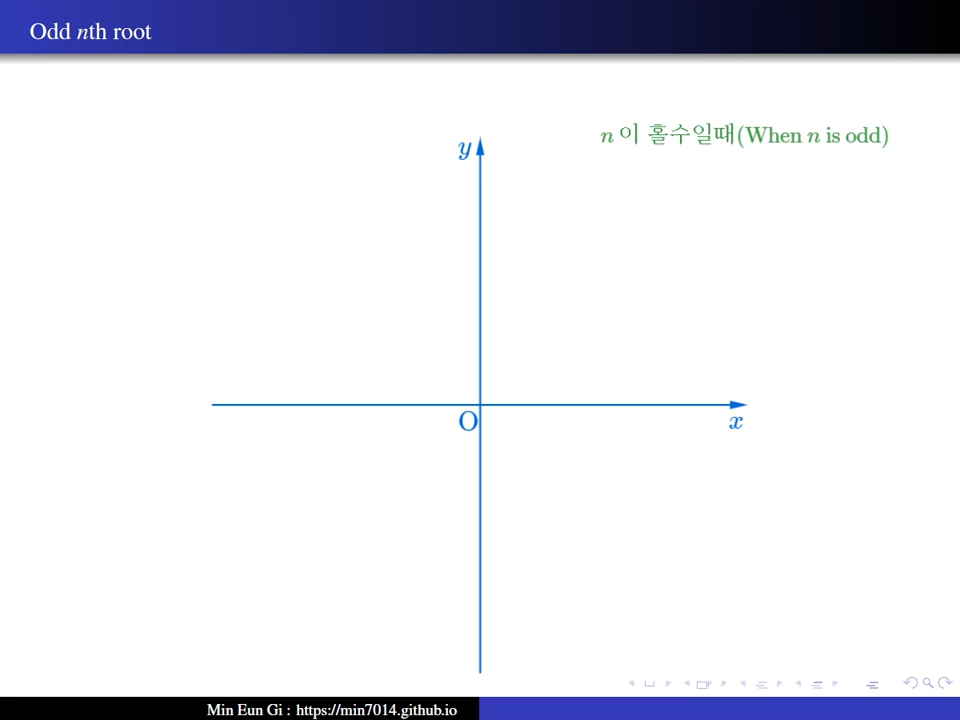 Odd nth root
n 이 홀수일때(When n is odd)
y
O
x
Min Eun Gi : https://min7014.github.io